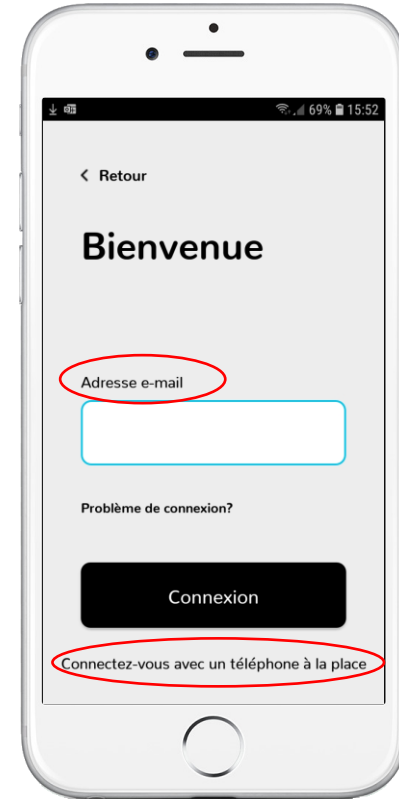 69% 15:52
< Retour
Bienvenue
Adresse e-mail
Problème de connexion?
Connexion
Connectez-vous avec un téléphone à la place